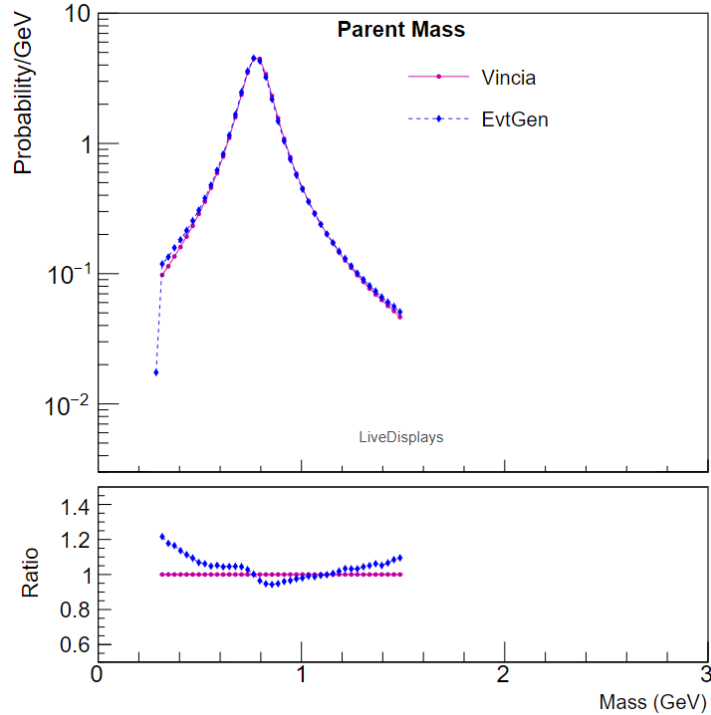 Parent Mass
Probability/GeV
10
1
10⁻¹
10⁻²
Vincia
EvtGen
LiveDisplays
Ratio
1.4
1.2
1
0.8
0.6
0
1
2
3
Mass (GeV)